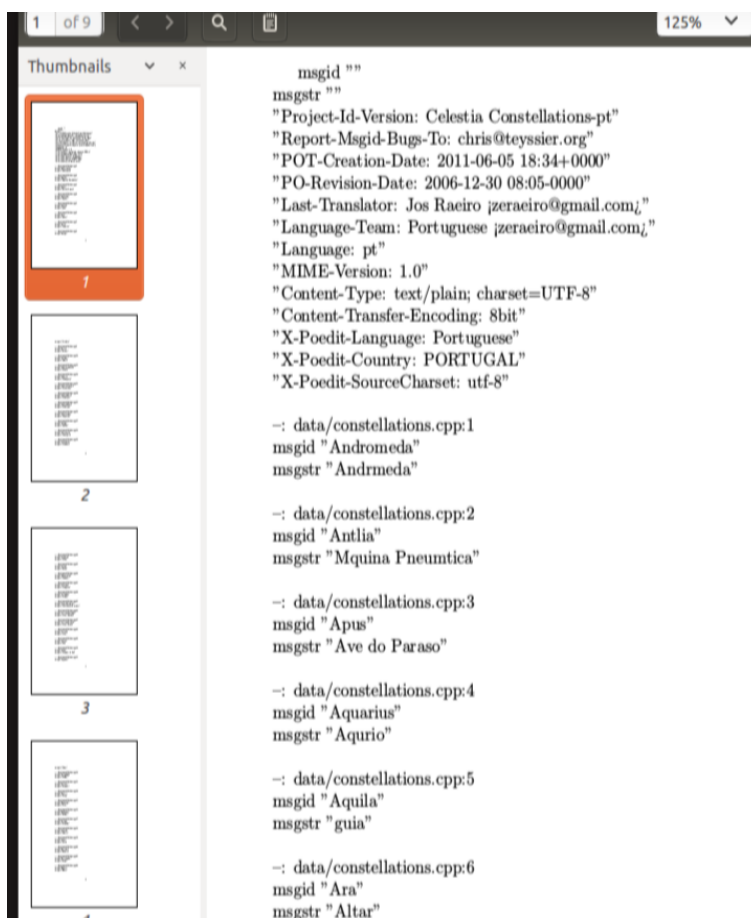 1 of 9 125%
Thumbnails
1
2
3
msgid ””
msgstr ””
”Project-Id-Version: Celestia Constellations-pt”
”Report-Msgid-Bugs-To: chris@teyssier.org”
”POT-Creation-Date: 2011-06-05 18:34+0000”
”PO-Revision-Date: 2006-12-30 08:05-0000”
”Last-Translator: Jos Raeiro ¡zeraeiro@gmail.com¿”
”Language-Team: Portuguese ¡zeraeiro@gmail.com¿”
”Language: pt”
”MIME-Version: 1.0”
”Content-Type: text/plain; charset=UTF-8”
”Content-Transfer-Encoding: 8bit”
”X-Poedit-Language: Portuguese”
”X-Poedit-Country: PORTUGAL”
”X-Poedit-SourceCharset: utf-8”
–: data/constellations.cpp:1
msgid ”Andromeda”
msgstr ”Andrmeda”
–: data/constellations.cpp:2
msgid ”Antlia”
msgstr ”Mquina Pneumtica”
–: data/constellations.cpp:3
msgid ”Apus”
msgstr ”Ave do Paraso”
–: data/constellations.cpp:4
msgid ”Aquarius”
msgstr ”Aqurio”
–: data/constellations.cpp:5
msgid ”Aquila”
msgstr ”guia”
–: data/constellations.cpp:6
msgid ”Ara”
msgstr ”Altar”